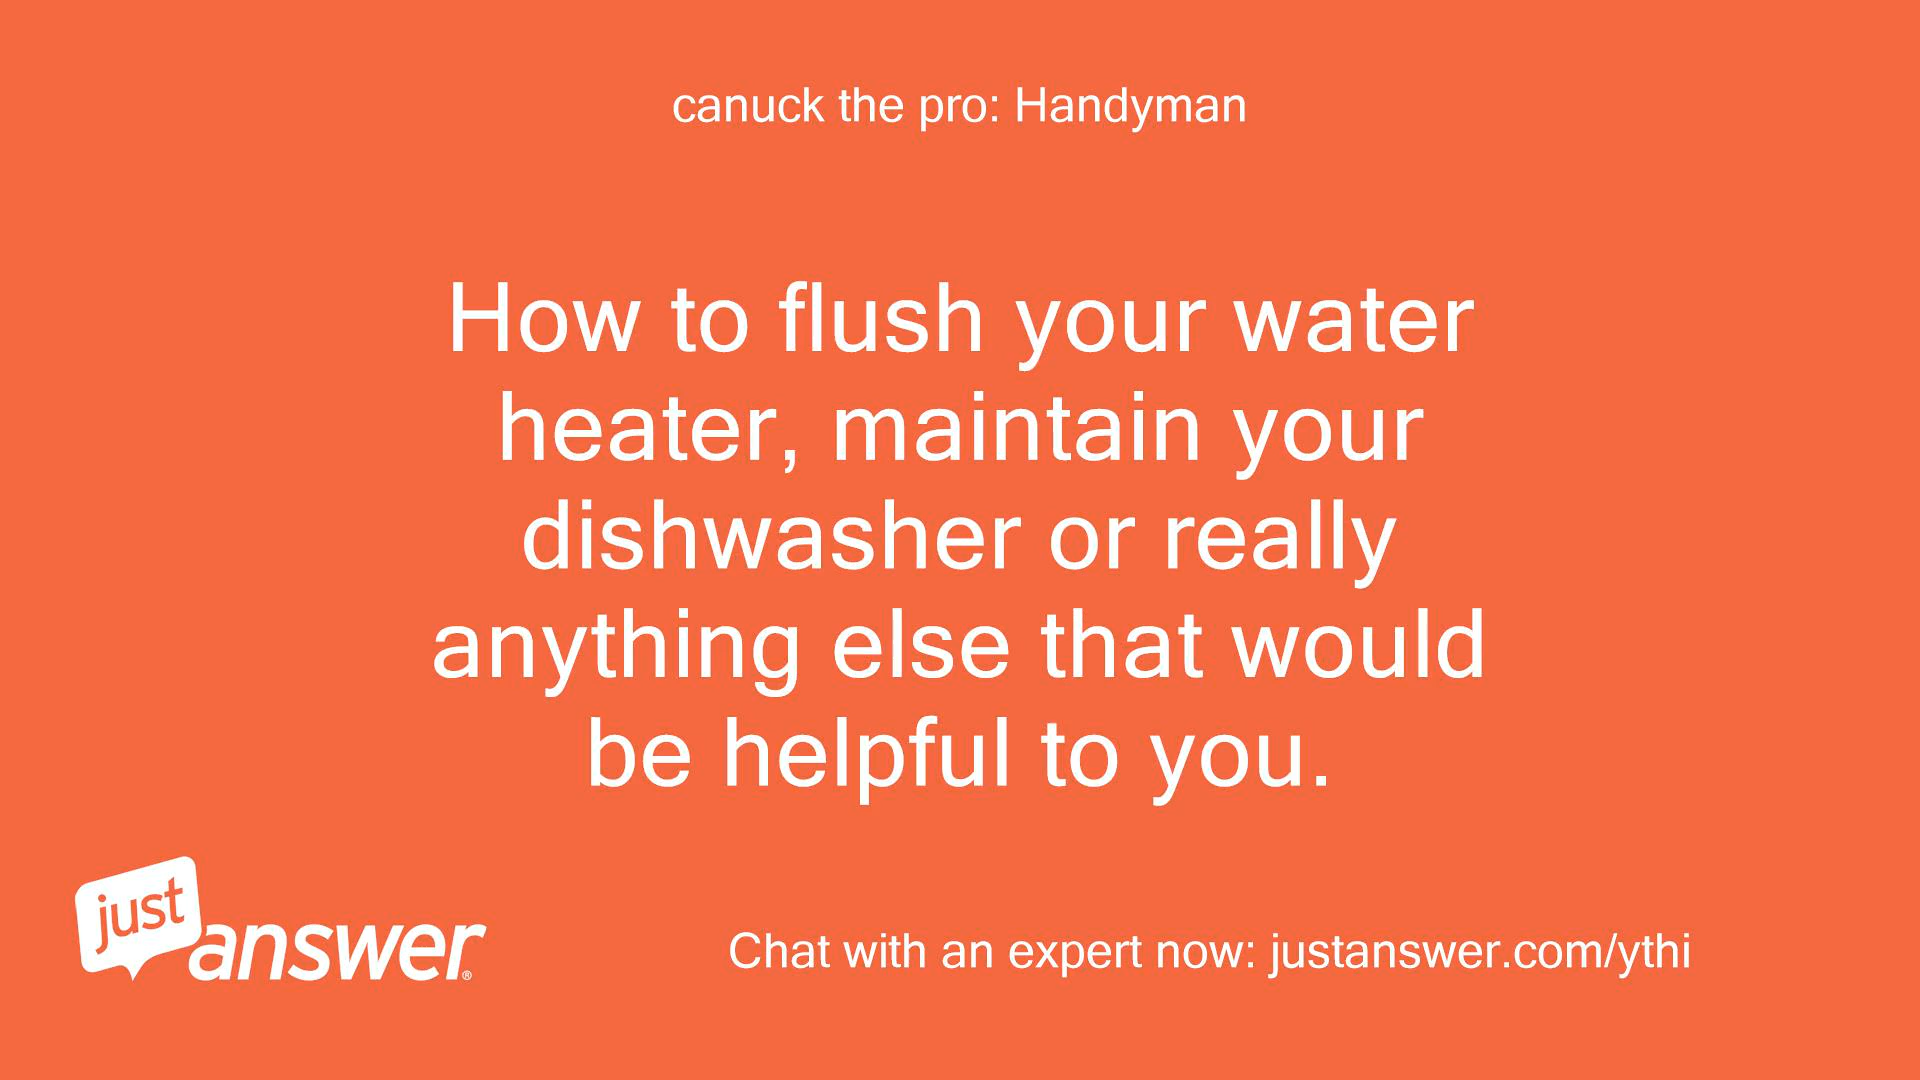 canuck the pro: Handyman
How to flush your water
heater, maintain your
dishwasher or really
anything else that would
be helpful to you.
just
answer®
Chat with an expert now: justanswer.com/ythi